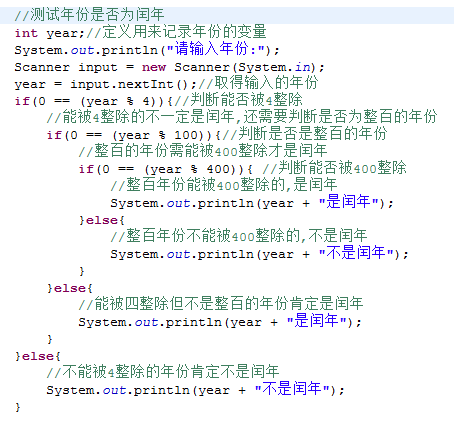 //测试年份是否为闰年
int year;//定义用来记录年份的变量
System.out.println("请输入年份:");
Scanner input = new Scanner(System.in);
year = input.nextInt();//取得输入的年份
if(0 == (year % 4)){//判断能否被4整除
//能被4整除的不一定是闰年,还需要判断是否为整百的年份
if(0 == (year % 100)){//判断是否是整百的年份
//整百的年份需能被400整除才是闰年
if(0 == (year % 400)){ //判断能否被400整除
//整百年份能被400整除的,是闰年
System.out.println(year + "是闰年");
}else{
//整百年份不能被400整除的,不是闰年
System.out.println(year + "不是闰年");
}
}else{
//能被四整除但不是整百的年份肯定是闰年
System.out.println(year + "是闰年");
}
}else{
//不能被4整除的年份肯定不是闰年
System.out.println(year + "不是闰年");
}